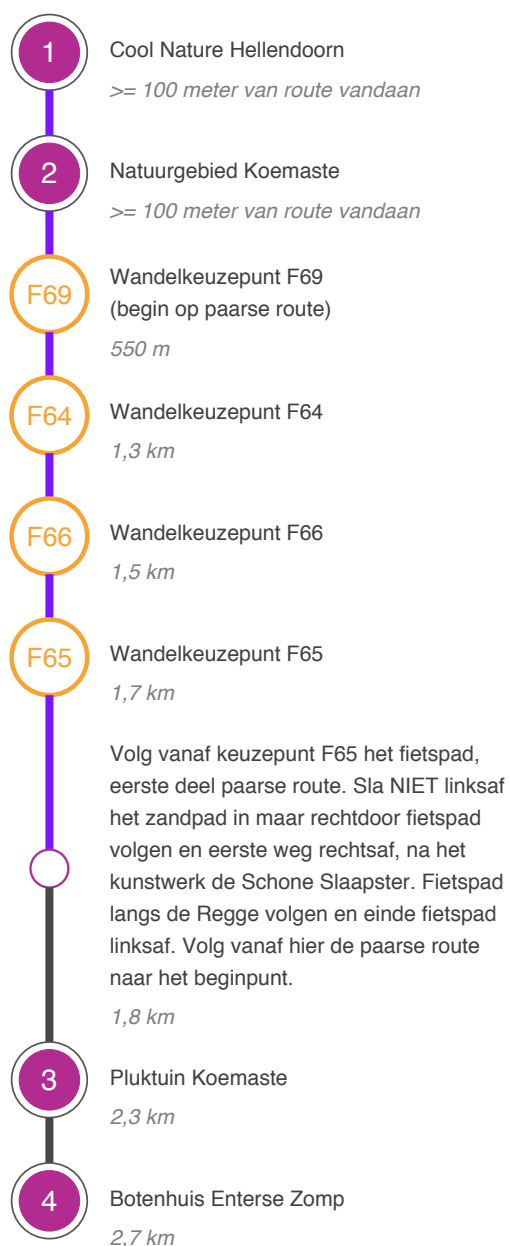 1
Cool Nature Hellendoorn
>= 100 meter van route vandaan
2
Natuurgebied Koemaste
>= 100 meter van route vandaan
F69
Wandelkeuzepunt F69
(begin op paarse route)
550 m
F64
Wandelkeuzepunt F64
1,3 km
F66
Wandelkeuzepunt F66
1,5 km
F65
Wandelkeuzepunt F65
1,7 km
Volg vanaf keuzepunt F65 het fietspad,
eerste deel paarse route. Sla NIET linksaf
het zandpad in maar rechtdoor fietspad
volgen en eerste weg rechtsaf, na het
kunstwerk de Schone Slaapster. Fietspad
langs de Regge volgen en einde fietspad
linksaf. Volg vanaf hier de paarse route
naar het beginpunt.
1,8 km
3
Pluktuin Koemaste
2,3 km
4
Botenhuis Enterse Zomp
2,7 km